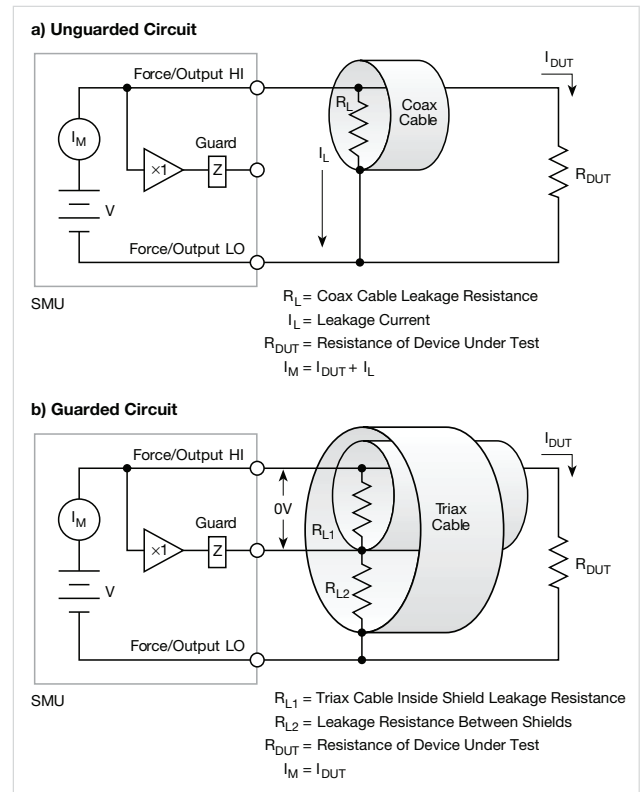 a) Unguarded Circuit
Force/Output HI
I_DUT
R_L
Coax
Cable
I_M
Guard
×1
Z
I_L
R_DUT
V
Force/Output LO
SMU
R_L = Coax Cable Leakage Resistance
I_L = Leakage Current
R_DUT = Resistance of Device Under Test
I_M = I_DUT + I_L
b) Guarded Circuit
Force/Output HI
I_DUT
0V
Triax
Cable
I_M
Guard
R_L1
×1
Z
R_DUT
R_L2
V
Force/Output LO
SMU
R_L1 = Triax Cable Inside Shield Leakage Resistance
R_L2 = Leakage Resistance Between Shields
R_DUT = Resistance of Device Under Test
I_M = I_DUT